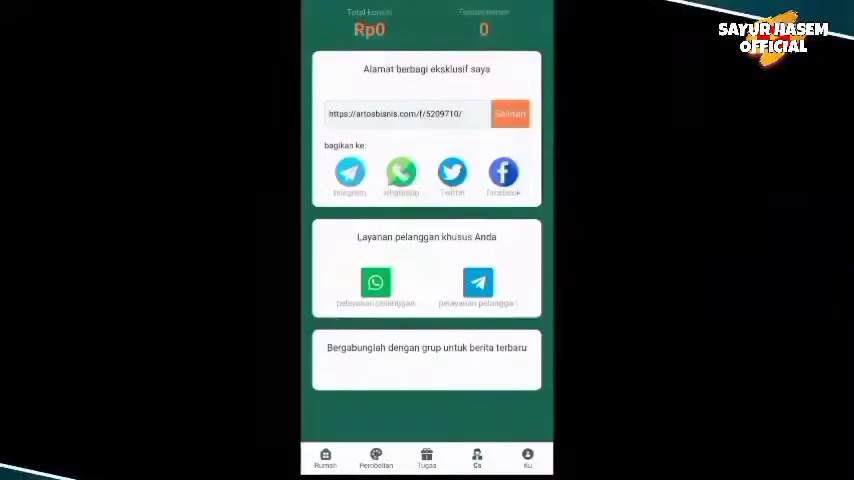 SAYUR HASEM
OFFICIAL
Total komisi
Rp0
0
Alamat berbagi eksklusif saya
https://artosbisnis.com/f/5209710/
Salinan
bagikan ke:
telegram
whatsapp
Twitter
facebook
Layanan pelanggan khusus Anda
pelayanan pelanggan
pelayanan pelanggan
Bergabunglah dengan grup untuk berita terbaru
Rumah
Pembelian
Tugas
Cs
Ku